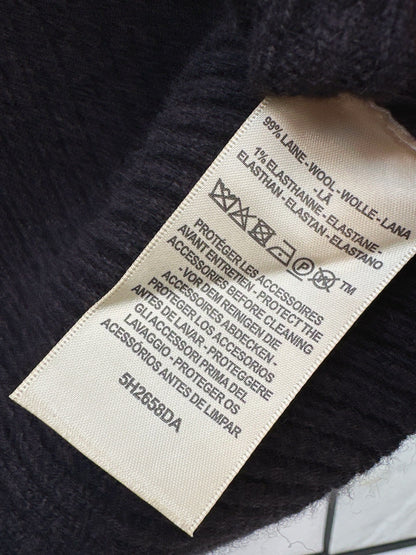 99% LAINE - WOOL - WOLLE - LANA
- LÃ
1% ELASTHANNE - ELASTANE -
ELASTHAN - ELASTAN - ELASTANO
P TM
PROTÉGER LES ACCESSOIRES
AVANT ENTRETIEN - PROTECT THE
ACCESSORIES BEFORE CLEANING
- VOR DEM REINIGEN DIE
ACCESSOIRES ABDECKEN -
PROTEGER LOS ACCESORIOS
ANTES DE LAVAR - PROTEGGERE
GLI ACCESSORI PRIMA DEL
LAVAGGIO - PROTEGER OS
ACESSÓRIOS ANTES DE LIMPAR
5H2658DA